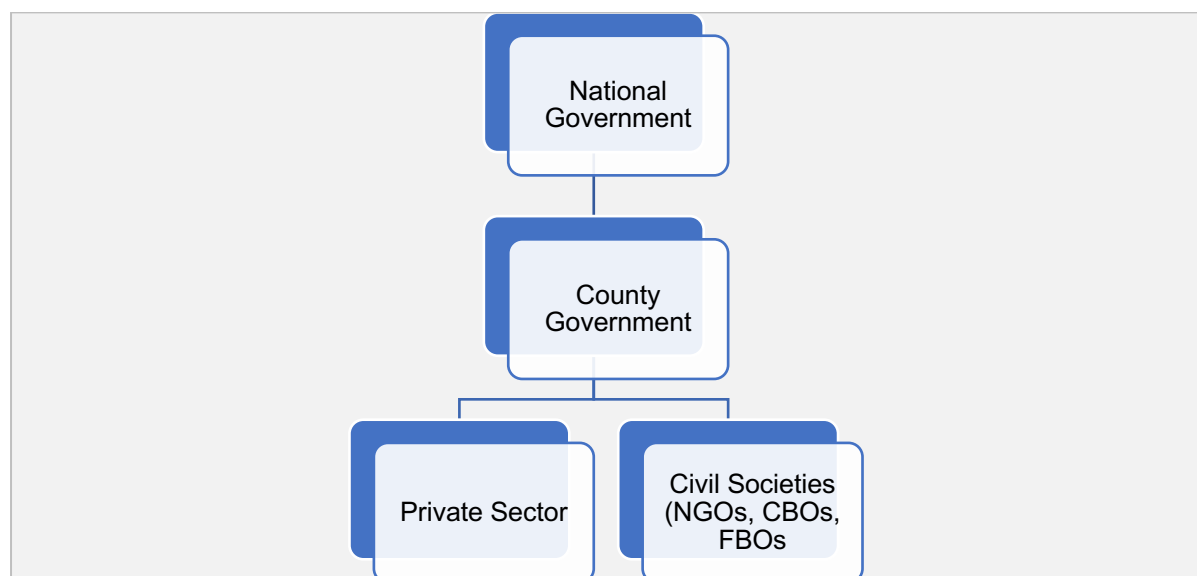 National
Government
County
Government
Private Sector
Civil Societies
(NGOs, CBOs,
FBOs